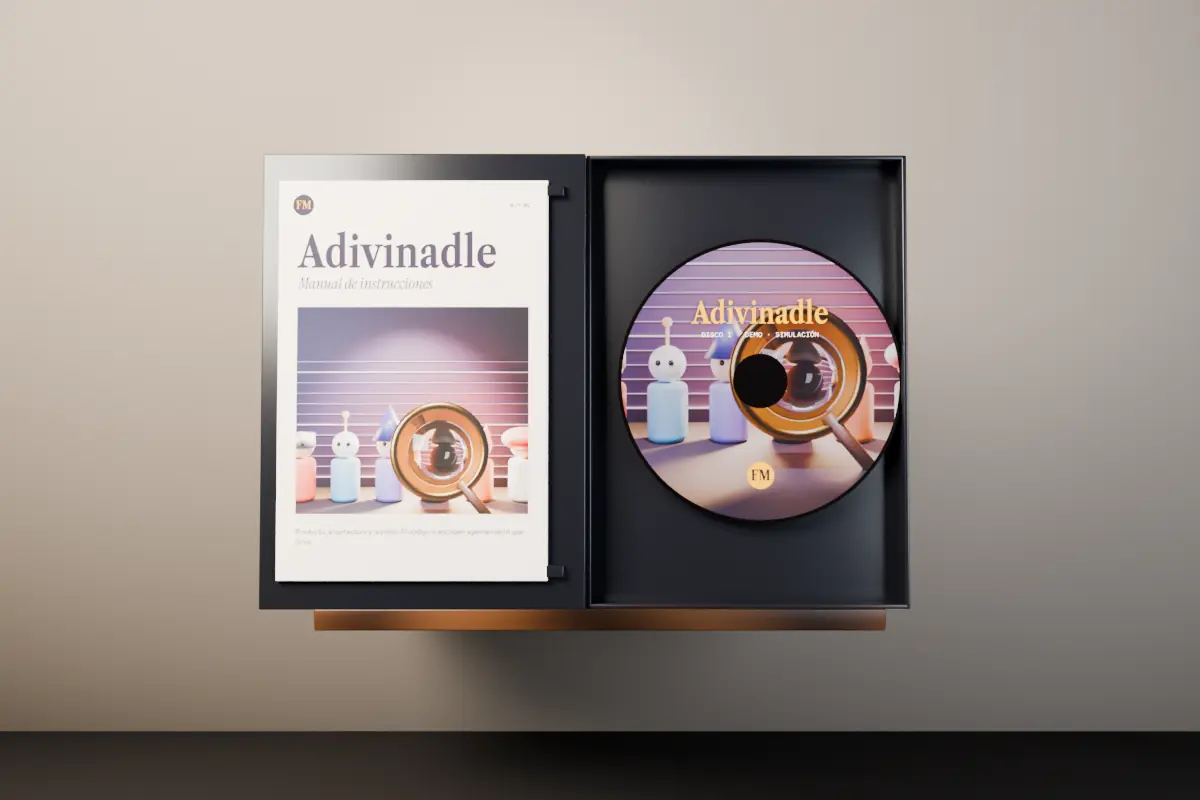 FM
Adivinadle
Manual de instrucciones
Adivinadle
DISCO 1 · DEMO · SIMULACIÓN
FM